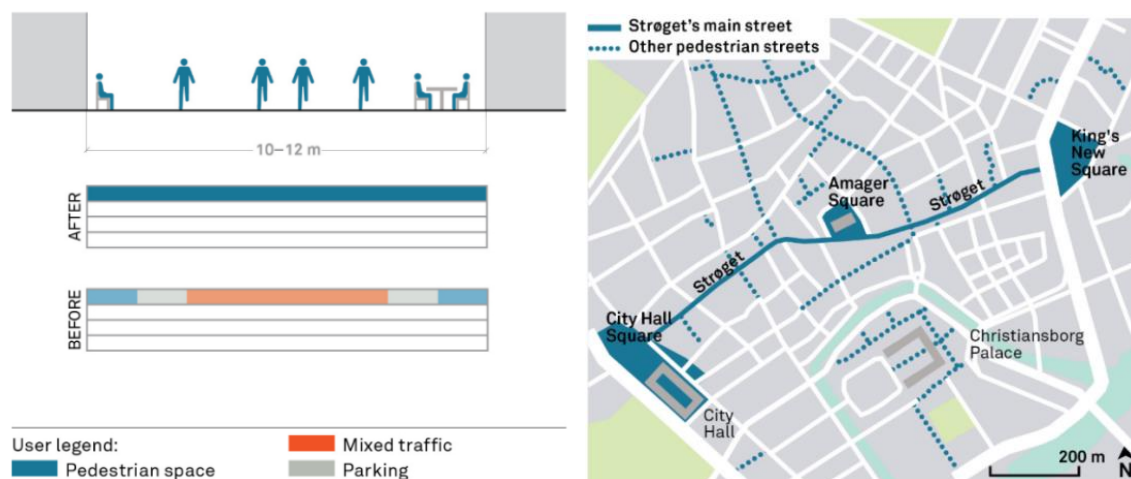 10–12 m
AFTER
BEFORE
User legend:
Pedestrian space
Mixed traffic
Parking
Strøget's main street
Other pedestrian streets
King's
New
Square
Amager
Square
Strøget
Strøget
City Hall
Square
Christiansborg
Palace
City
Hall
200 m
N